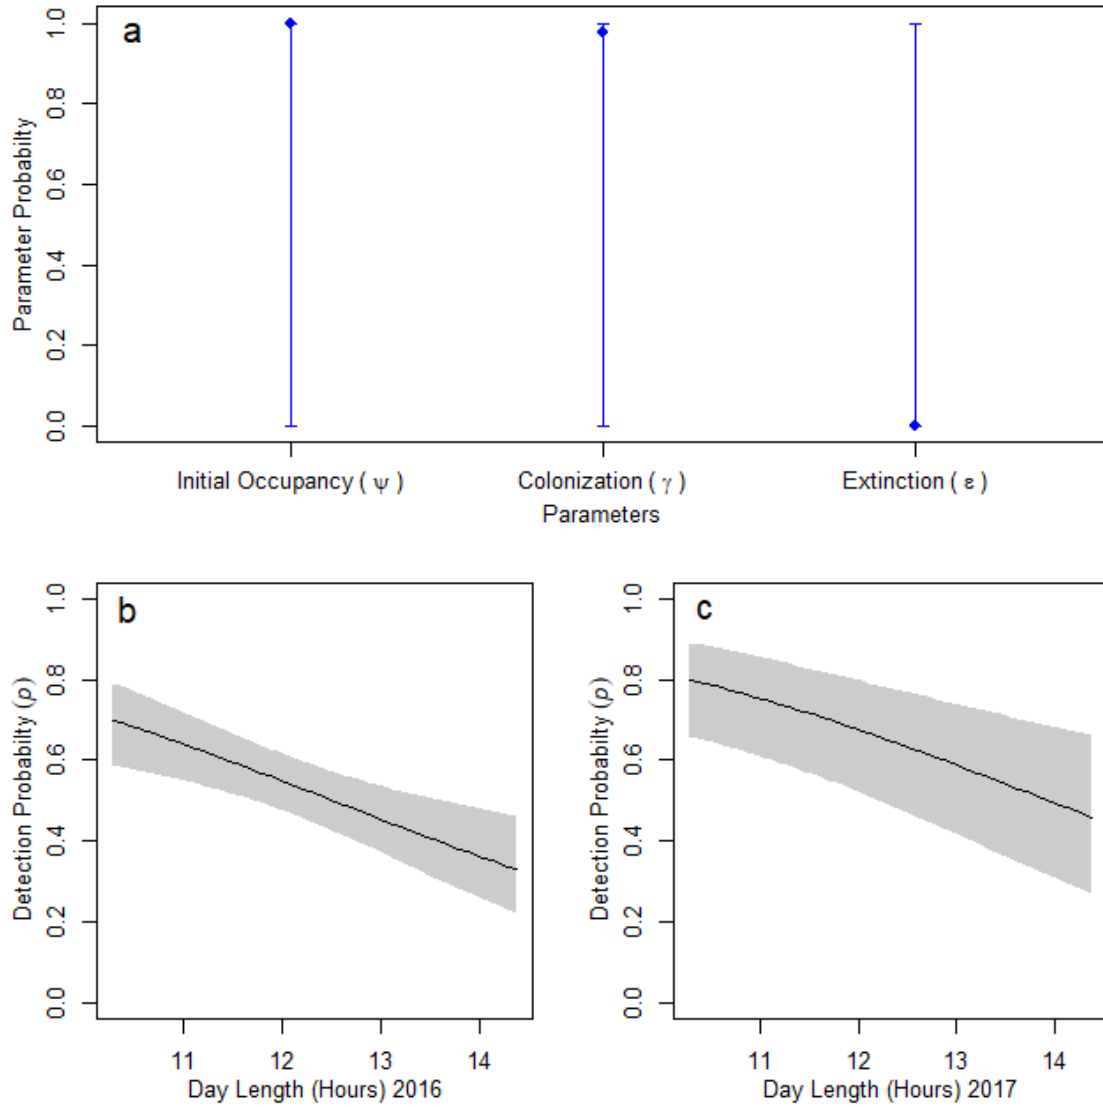 a
1.0
0.8
0.6
0.4
0.2
0.0
Parameter Probabilty
Initial Occupancy ( ψ )
Colonization ( γ )
Extinction ( ε )
Parameters
b
1.0
0.8
0.6
0.4
0.2
0.0
Detection Probabilty (ρ)
11 12 13 14
Day Length (Hours) 2016
c
1.0
0.8
0.6
0.4
0.2
0.0
Detection Probabilty (ρ)
11 12 13 14
Day Length (Hours) 2017